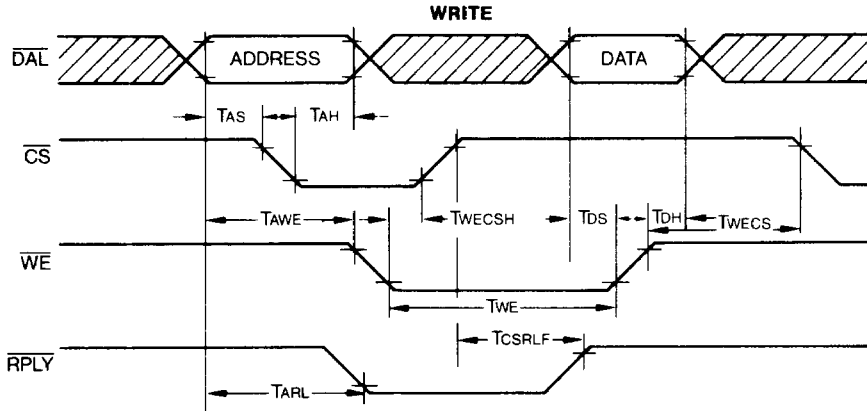 WRITE
DAL ADDRESS DATA
TAS TAH
CS
TAWE TWECSH TDS TDH TWECS
WE
TWE
TCSRLF
RPLY
TARL